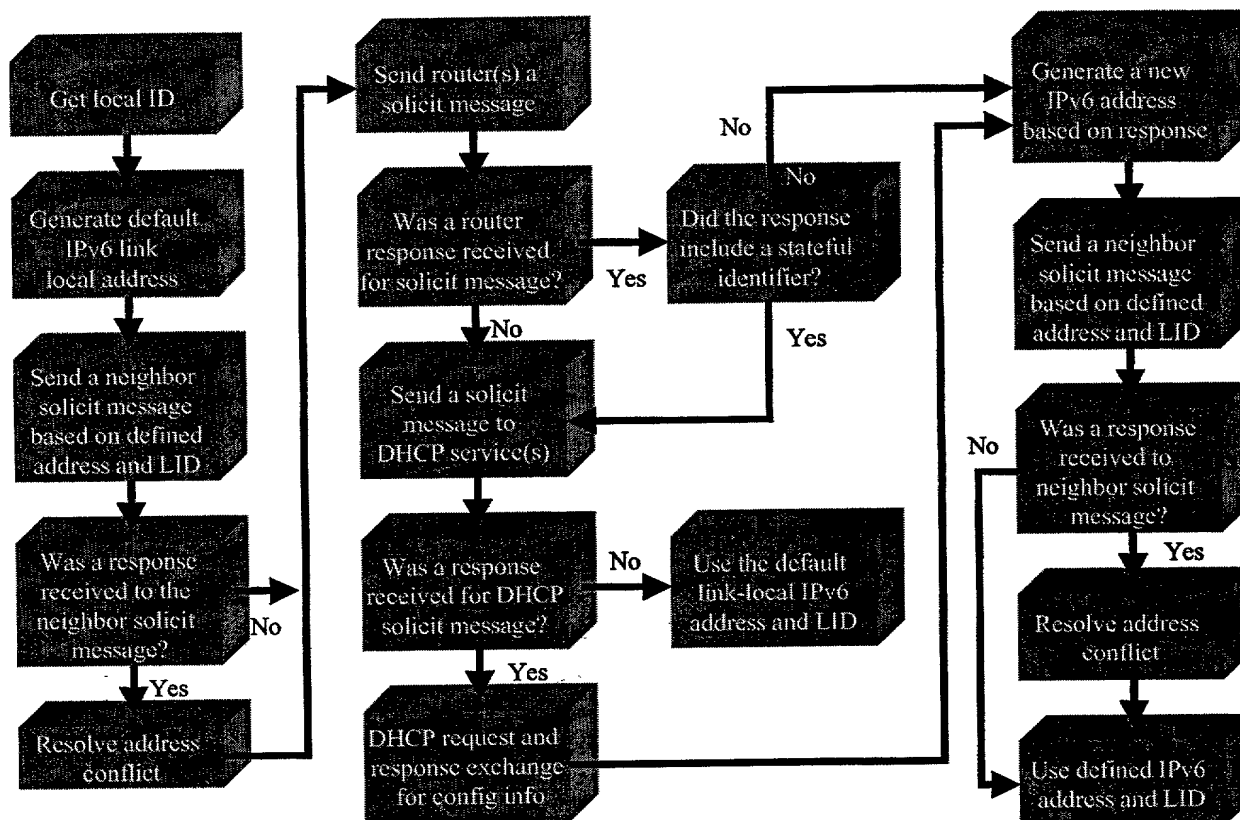 Get local ID
Generate default
IPv6 link
local address
Send a neighbor
solicit message
based on defined
address and LID
Was a response
received to the
neighbor solicit
message?
No
Yes
Resolve address
conflict
Send router(s) a
solicit message
Was a router
response received
for solicit message?
Yes
No
Did the response
include a stateful
identifier?
No
No
Yes
Send a solicit
message to
DHCP service(s)
Was a response
received for DHCP
solicit message?
No
Use the default
link-local IPv6
address and LID
Yes
DHCP request and
response exchange
for config info
Generate a new
IPv6 address
based on response
Send a neighbor
solicit message
based on defined
address and LID
Was a response
received to
neighbor solicit
message?
No
Yes
Resolve address
conflict
Use defined IPv6
address and LID